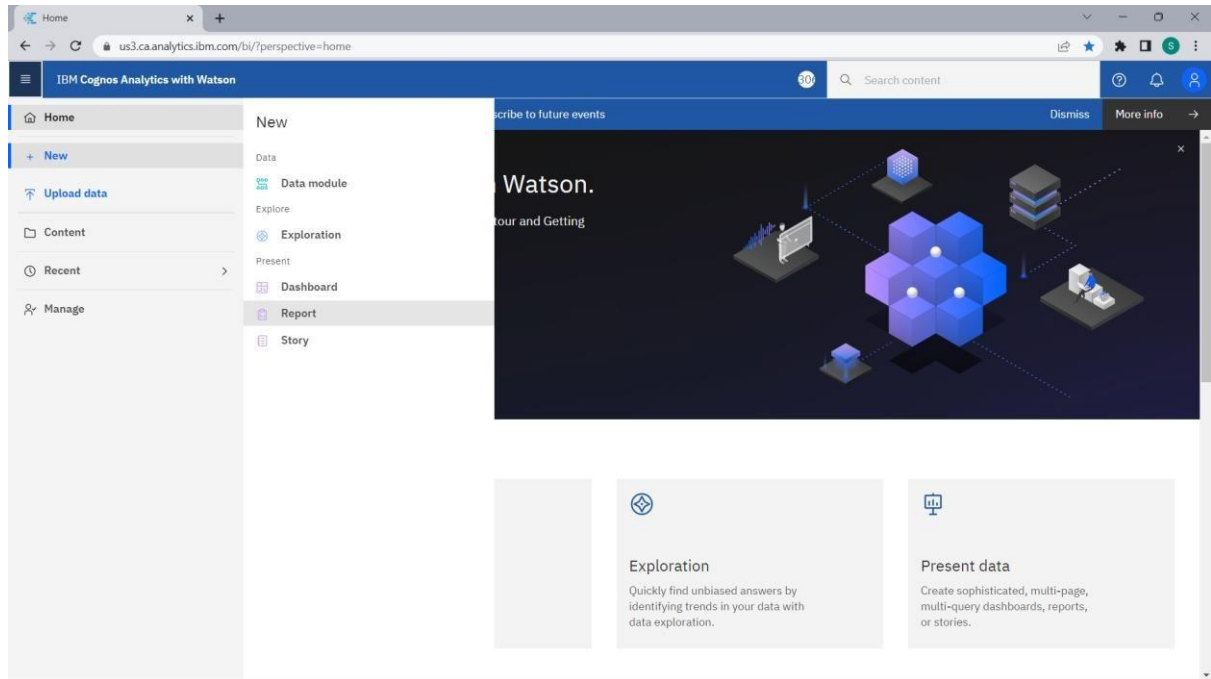 Home
us3.ca.analytics.ibm.com/bi/?perspective=home
S
IBM Cognos Analytics with Watson
30
Search content
Home
New
Data
Data module
Explore
Exploration
Present
Dashboard
Report
Story
+ New
Upload data
Content
Recent
Manage
scribe to future events
Dismiss
More info
Watson.
tour and Getting
Exploration
Quickly find unbiased answers by
identifying trends in your data with
data exploration.
Present data
Create sophisticated, multi-page,
multi-query dashboards, reports,
or stories.